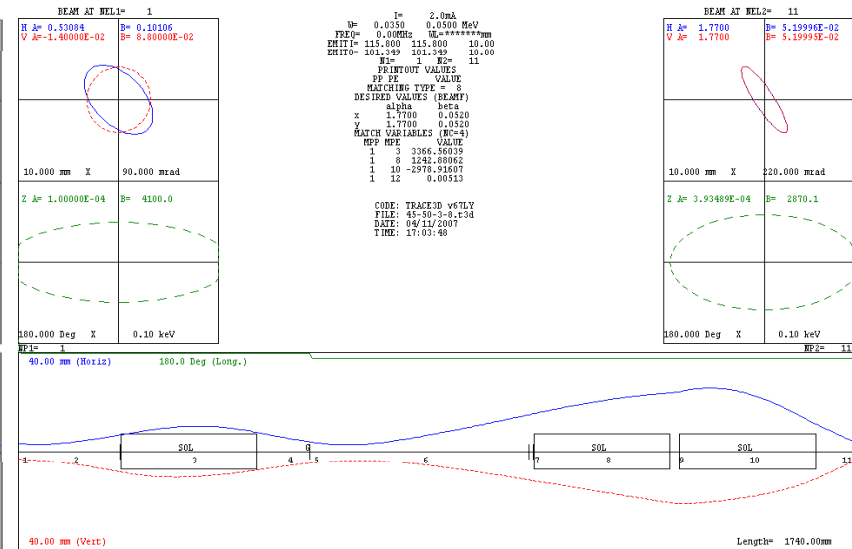 BEAM AT NEL1= 1
H A= 0.53084 B= 0.10106
V A=-1.40000E-02 B= 8.80000E-02
10.000 mm X 90.000 mrad
Z A= 1.00000E-04 B= 4100.0
180.000 Deg X 0.10 keV
NP1= 1
I= 2.0mA
W= 0.0350 0.0500 MeV
FREQ= 0.00MHz WL=*******mm
EMITI= 115.800 115.800 10.00
EMITO= 101.349 101.349 10.00
N1= 1 N2= 11
PRINTOUT VALUES
PP PE VALUE
MATCHING TYPE = 8
DESIRED VALUES (BEAMF)
alpha beta
x 1.7700 0.0520
y 1.7700 0.0520
MATCH VARIABLES (NC=4)
MPP MPE VALUE
1 3 3366.56039
1 8 1242.88062
1 10 -2978.91607
1 12 0.00513
CODE: TRACE3D v67LY
FILE: 45-50-3-8.t3d
DATE: 04/11/2007
TIME: 17:03:48
BEAM AT NEL2= 11
H A= 1.7700 B= 5.19996E-02
V A= 1.7700 B= 5.19995E-02
10.000 mm X 220.000 mrad
Z A= 3.93489E-04 B= 2870.1
180.000 Deg X 0.10 keV
NP2= 11
40.00 mm (Horiz) 180.0 Deg (Long.)
SOL G SOL SOL
1 2 3 4 5 6 7 8 9 10 11
40.00 mm (Vert) Length= 1740.00mm